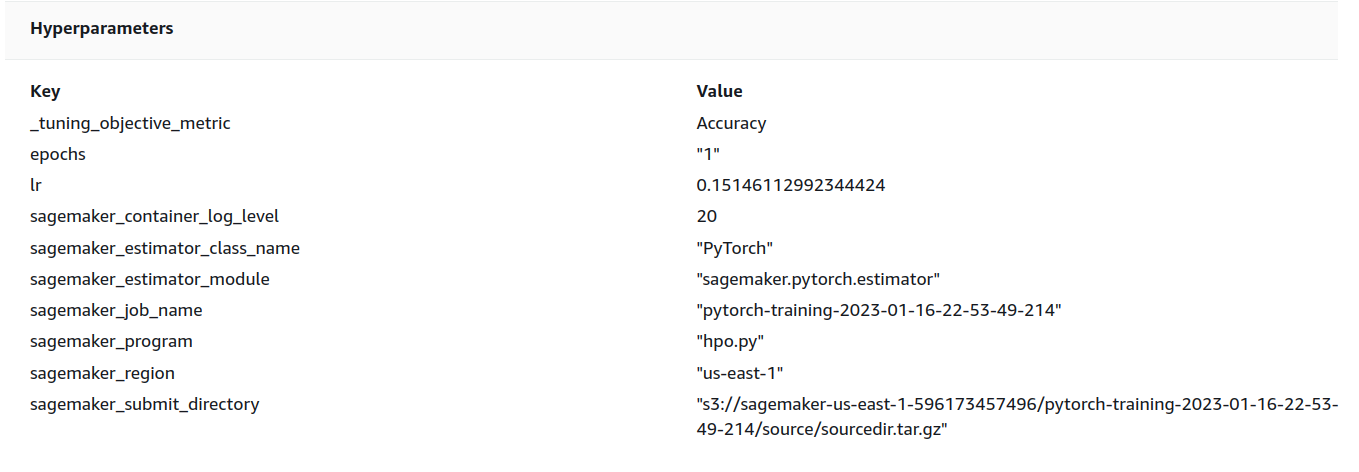 Hyperparameters
Key Value
_tuning_objective_metric Accuracy
epochs "1"
lr 0.15146112992344424
sagemaker_container_log_level 20
sagemaker_estimator_class_name "PyTorch"
sagemaker_estimator_module "sagemaker.pytorch.estimator"
sagemaker_job_name "pytorch-training-2023-01-16-22-53-49-214"
sagemaker_program "hpo.py"
sagemaker_region "us-east-1"
sagemaker_submit_directory "s3://sagemaker-us-east-1-596173457496/pytorch-training-2023-01-16-22-53-
49-214/source/sourcedir.tar.gz"